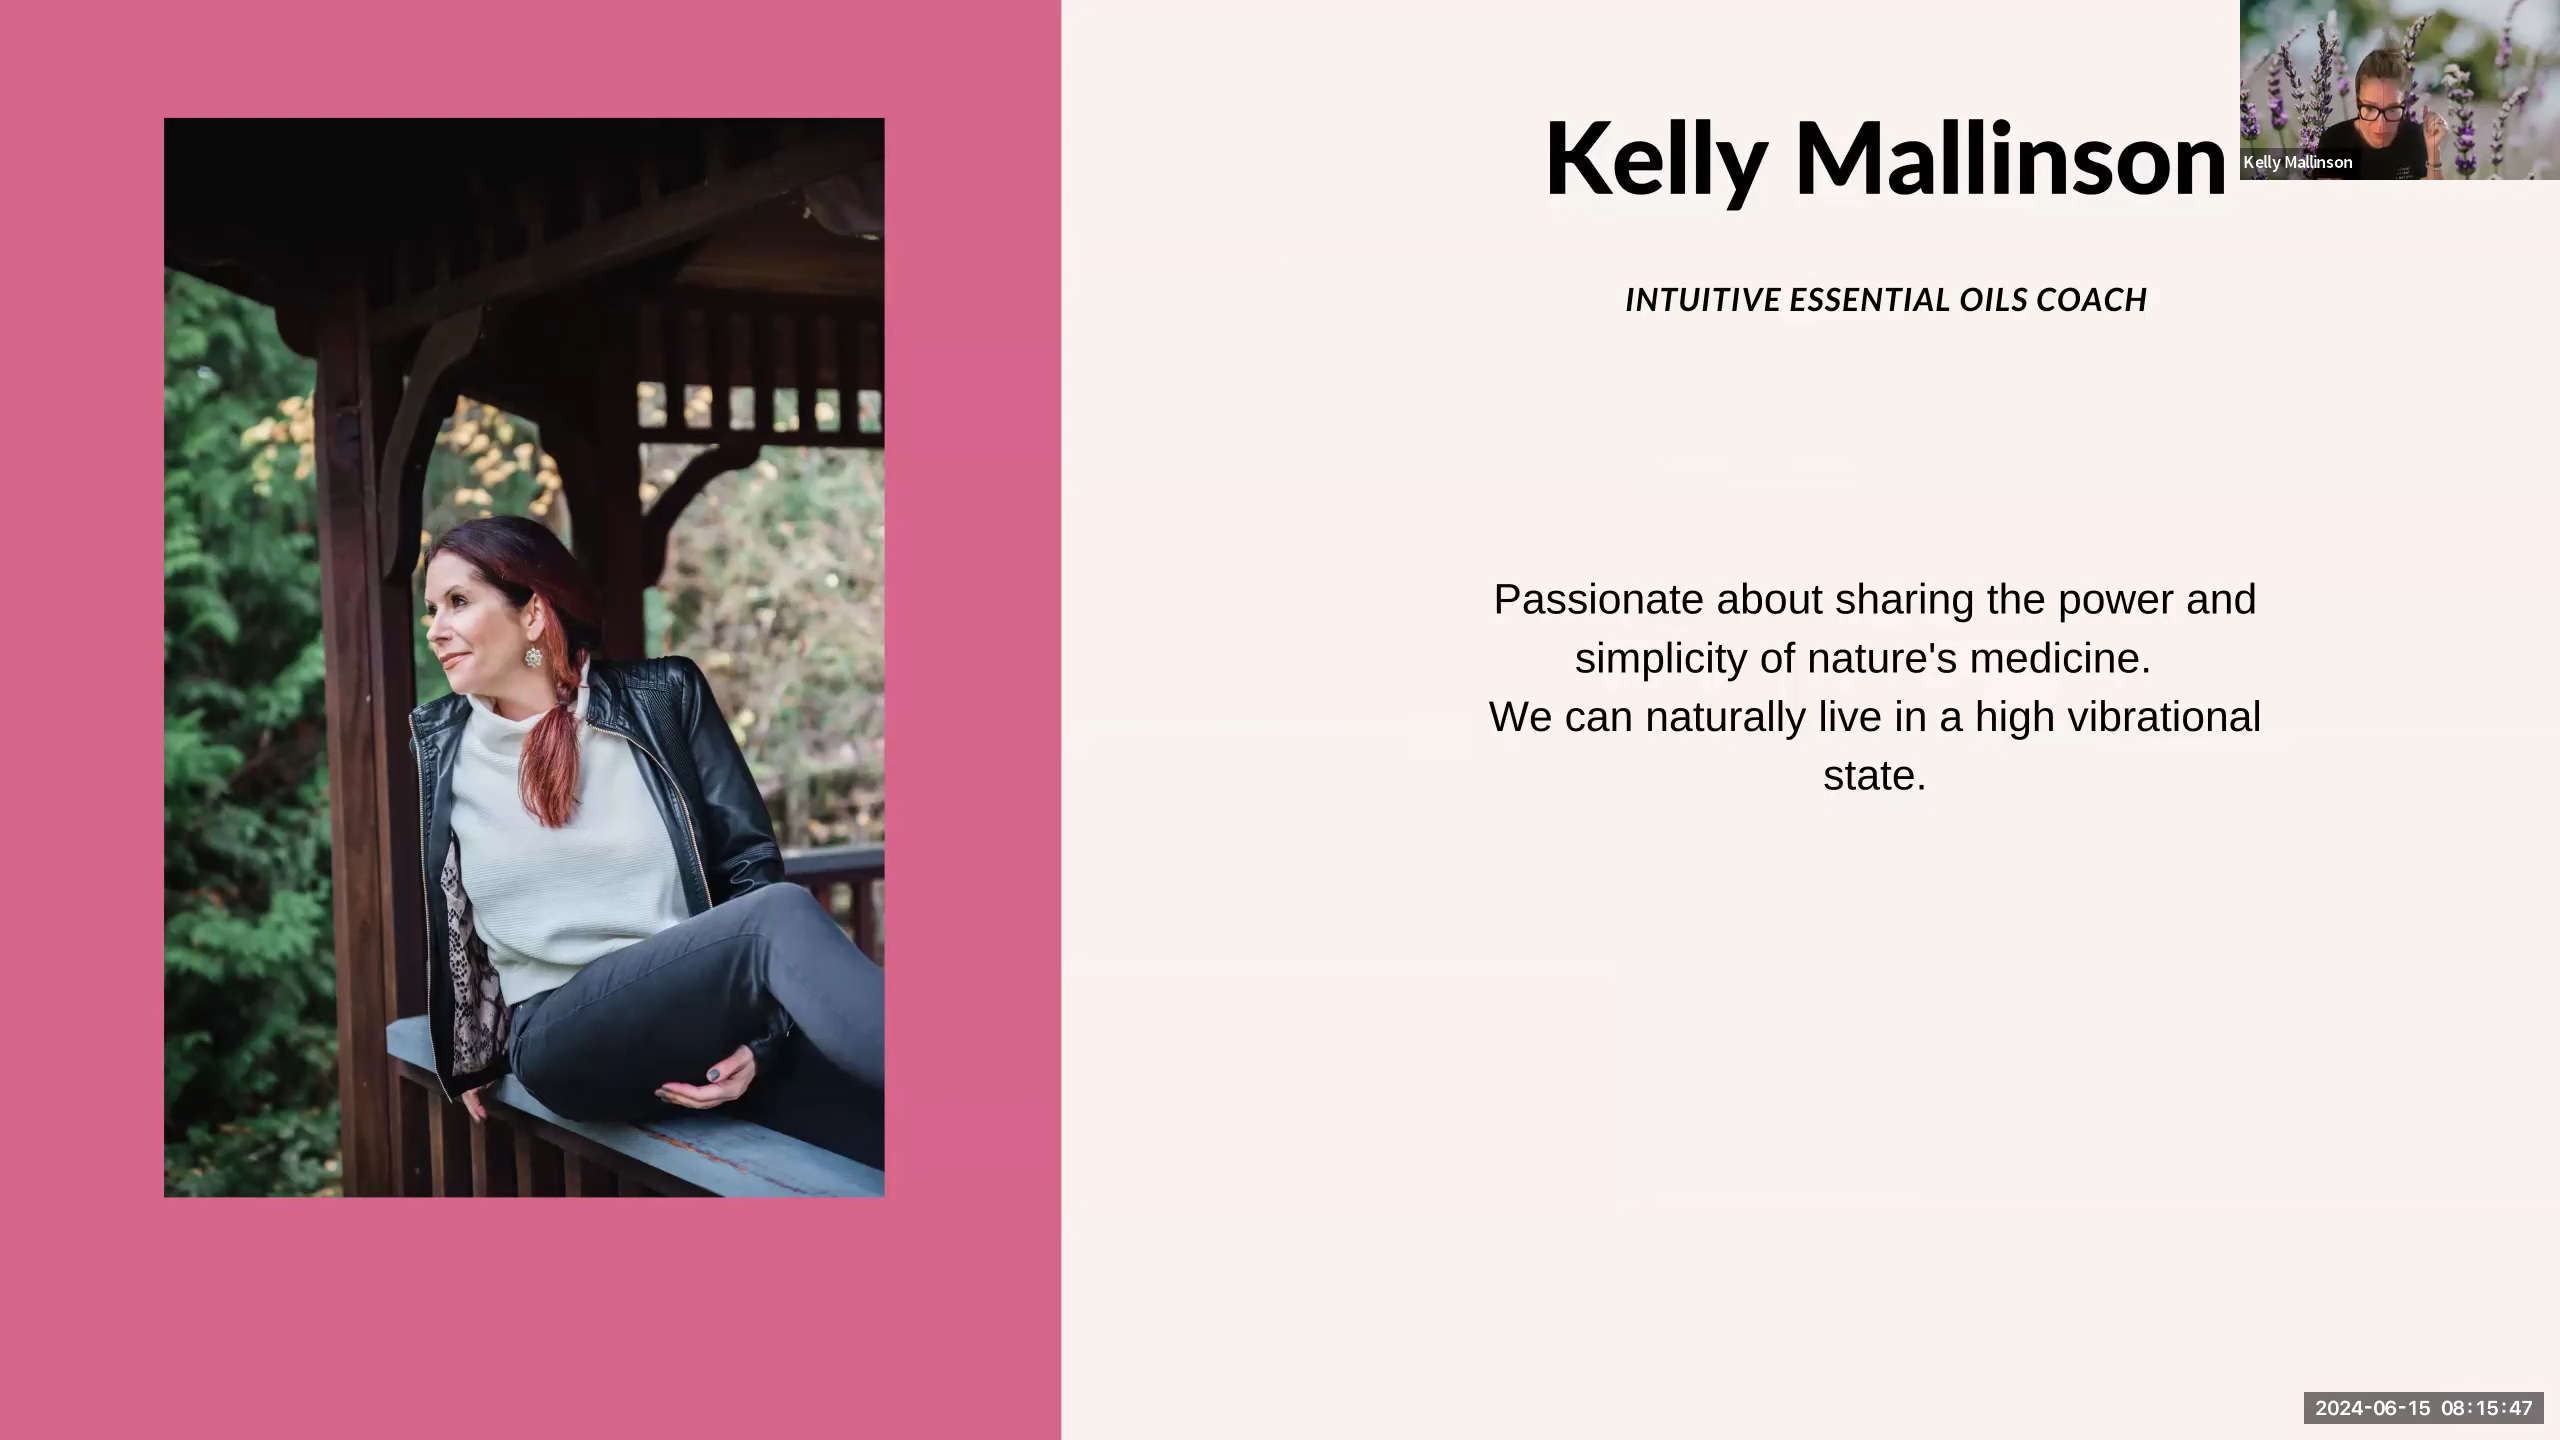 Kelly Mallinson
Kelly Mallinson
INTUITIVE ESSENTIAL OILS COACH
Passionate about sharing the power and
simplicity of nature's medicine.
We can naturally live in a high vibrational
state.
2024-06-15 08:15:47